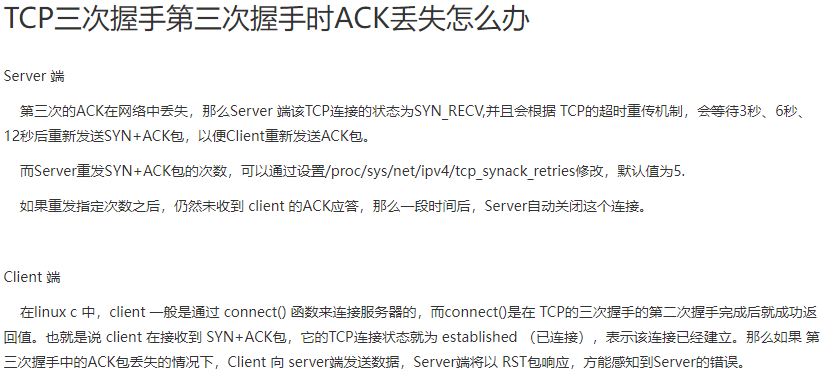 TCP三次握手第三次握手时ACK丢失怎么办
Server 端
第三次的ACK在网络中丢失，那么Server 端该TCP连接的状态为SYN_RECV,并且会根据 TCP的超时重传机制，会等待3秒、6秒、
12秒后重新发送SYN+ACK包，以便Client重新发送ACK包。
而Server重发SYN+ACK包的次数，可以通过设置/proc/sys/net/ipv4/tcp_synack_retries修改，默认值为5.
如果重发指定次数之后，仍然未收到 client 的ACK应答，那么一段时间后，Server自动关闭这个连接。
Client 端
在linux c 中，client 一般是通过 connect() 函数来连接服务器的，而connect()是在 TCP的三次握手的第二次握手完成后就成功返
回值。也就是说 client 在接收到 SYN+ACK包，它的TCP连接状态就为 established （已连接），表示该连接已经建立。那么如果 第
三次握手中的ACK包丢失的情况下，Client 向 server端发送数据，Server端将以 RST包响应，方能感知到Server的错误。